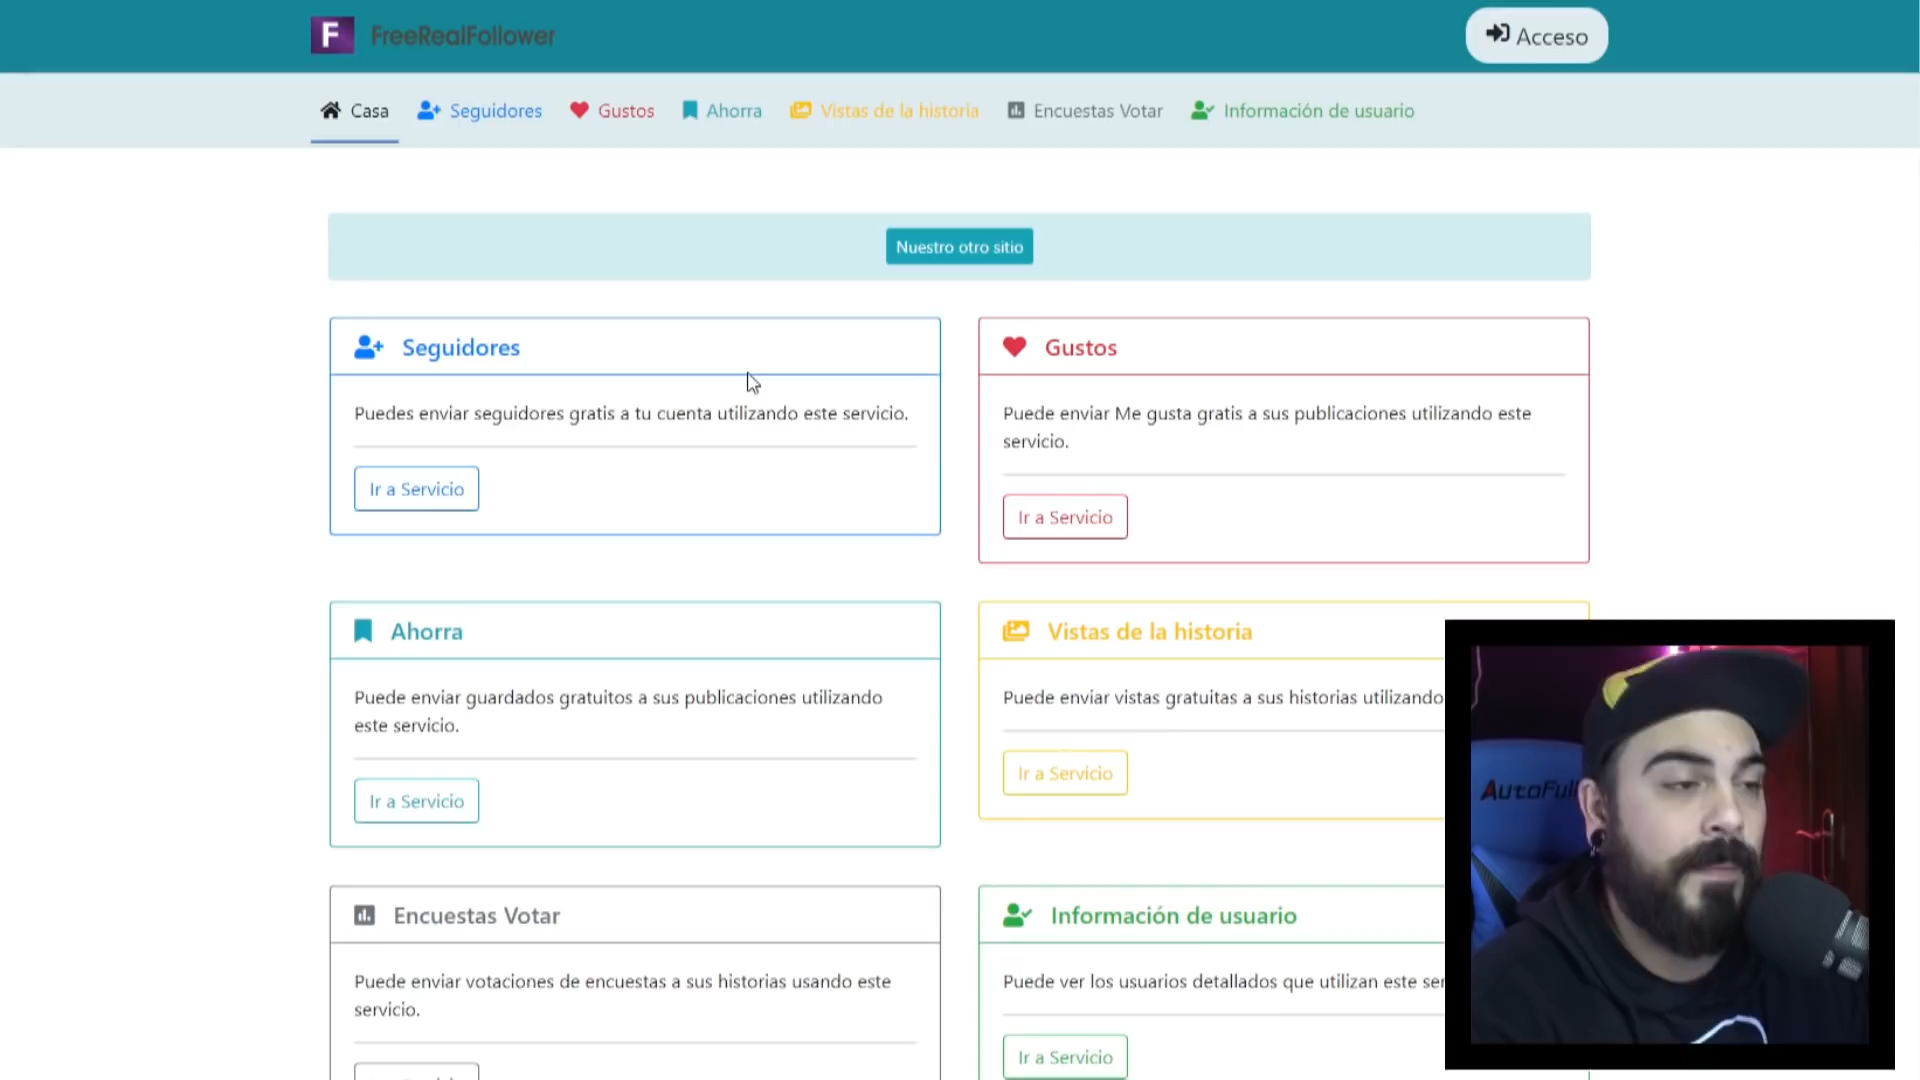 F FreeRealFollower
Acceso
Casa Seguidores Gustos Ahorra Vistas de la historia Encuestas Votar Información de usuario
Nuestro otro sitio
Seguidores
Puedes enviar seguidores gratis a tu cuenta utilizando este servicio.
Ir a Servicio
Gustos
Puede enviar Me gusta gratis a sus publicaciones utilizando este
servicio.
Ir a Servicio
Ahorra
Puede enviar guardados gratuitos a sus publicaciones utilizando
este servicio.
Ir a Servicio
Vistas de la historia
Puede enviar vistas gratuitas a sus historias utilizando
Ir a Servicio
Encuestas Votar
Puede enviar votaciones de encuestas a sus historias usando este
servicio.
Información de usuario
Puede ver los usuarios detallados que utilizan este
Ir a Servicio
AutoFull